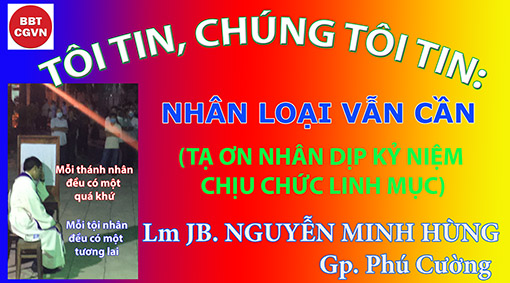 BBT
CGVN
TÔI TIN, CHÚNG TÔI TIN:
NHÂN LOẠI VẪN CẦN
(TẠ ƠN NHÂN DỊP KỶ NIỆM
CHỊU CHỨC LINH MỤC)
Mỗi thánh nhân
đều có một
quá khứ
Mỗi tội nhân
đều có một
tương lai
Lm JB. NGUYỄN MINH HÙNG
Gp. Phú Cường